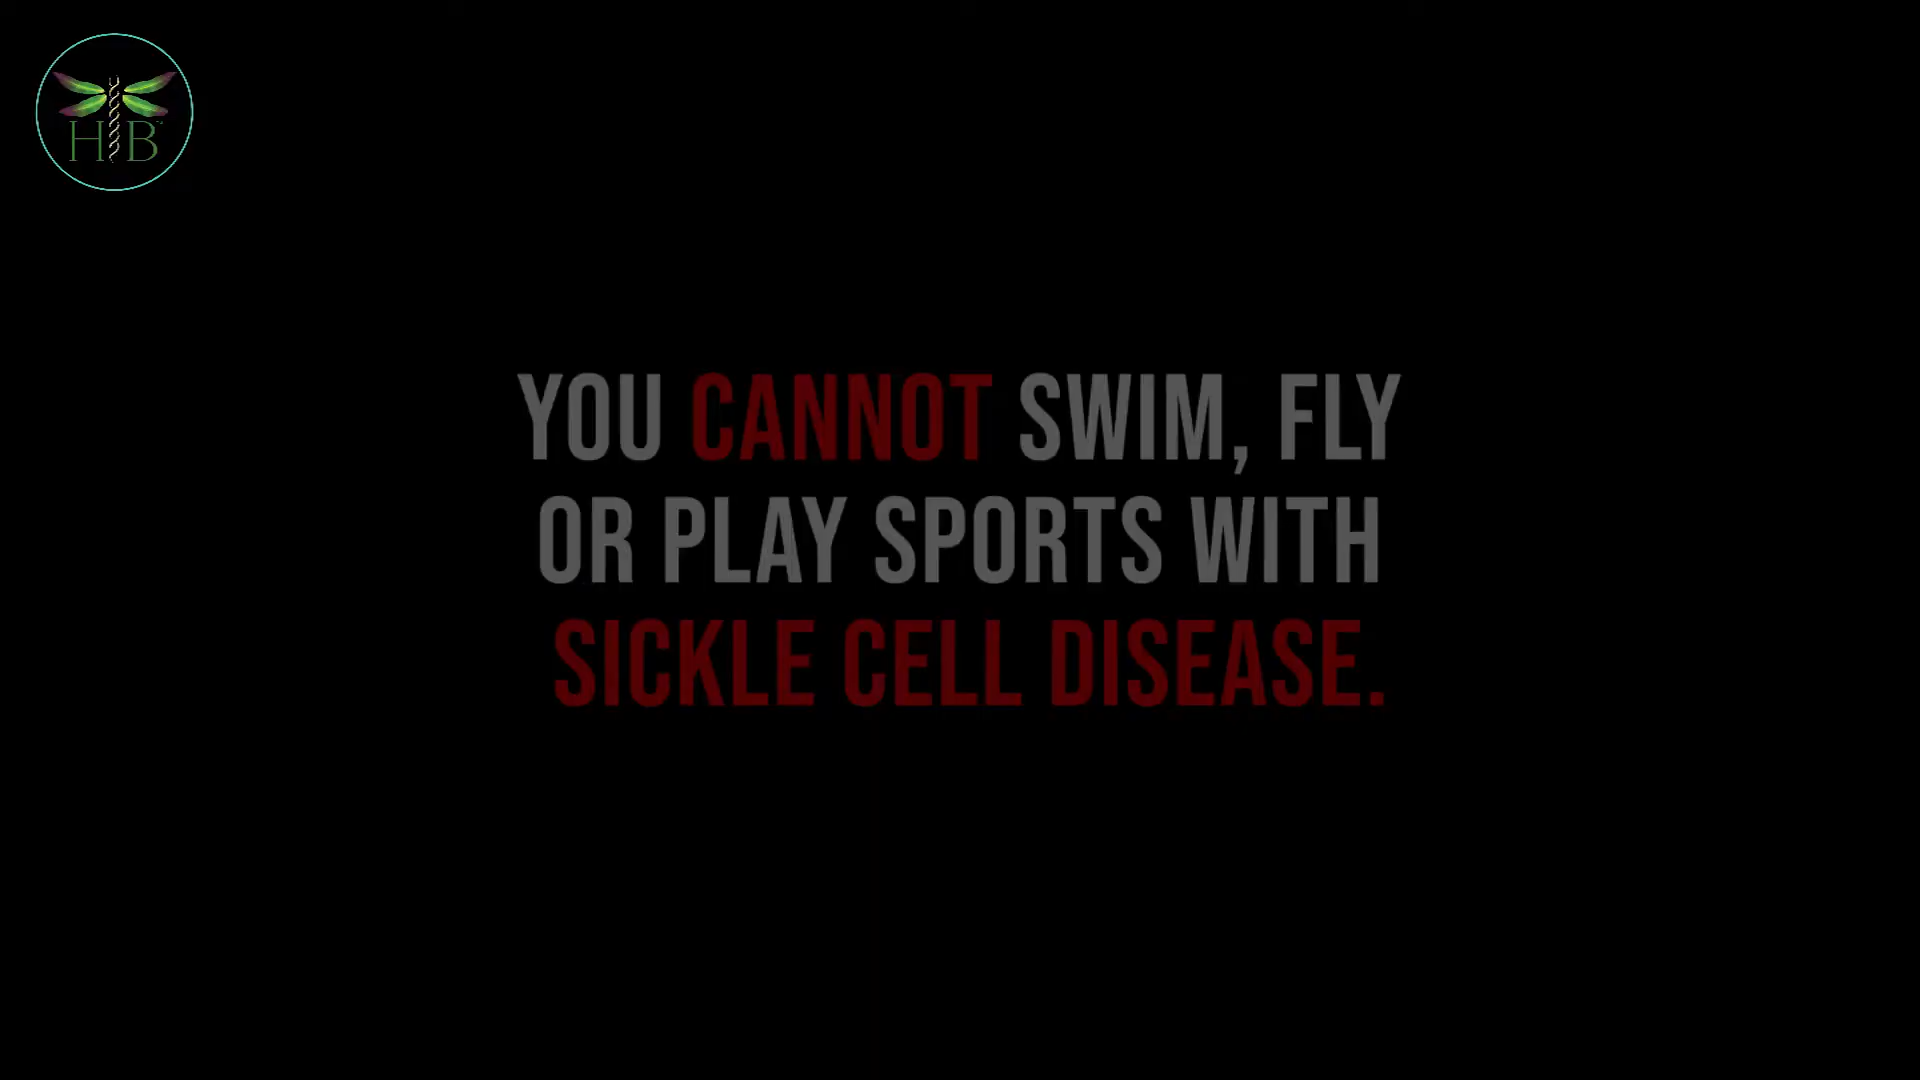 HB
YOU CANNOT SWIM, FLY
OR PLAY SPORTS WITH
SICKLE CELL DISEASE.